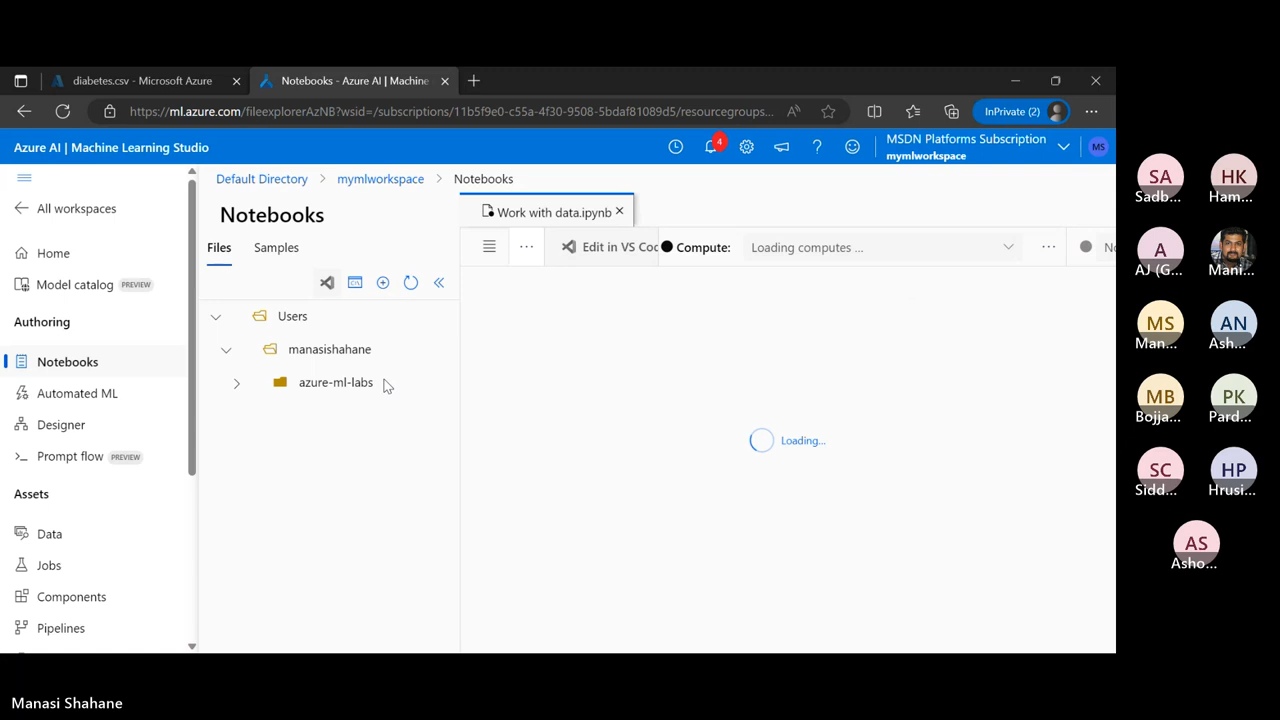 diabetes.csv - Microsoft Azure
Notebooks - Azure AI | Machine
https://ml.azure.com/fileexplorerAzNB?wsid=/subscriptions/11b5f9e0-c55a-4f30-9508-5bdaf81089d5/resourcegroups...
InPrivate (2)
Azure AI | Machine Learning Studio
4
MSDN Platforms Subscription
mymlworkspace
MS
All workspaces
Home
Model catalog PREVIEW
Authoring
Notebooks
Automated ML
Designer
Prompt flow PREVIEW
Assets
Data
Jobs
Components
Pipelines
Default Directory > mymlworkspace > Notebooks
Notebooks
Files
Samples
Users
manasishahane
azure-ml-labs
Work with data.ipynb
Edit in VS Coc
Compute:
Loading computes ...
Loading...
SA
Sadb...
HK
Ham...
A
AJ (G...
Mani...
MS
Man...
AN
Ash...
MB
Bojja...
PK
Pard...
SC
Sidd...
HP
Hrusi...
AS
Asho...
Manasi Shahane